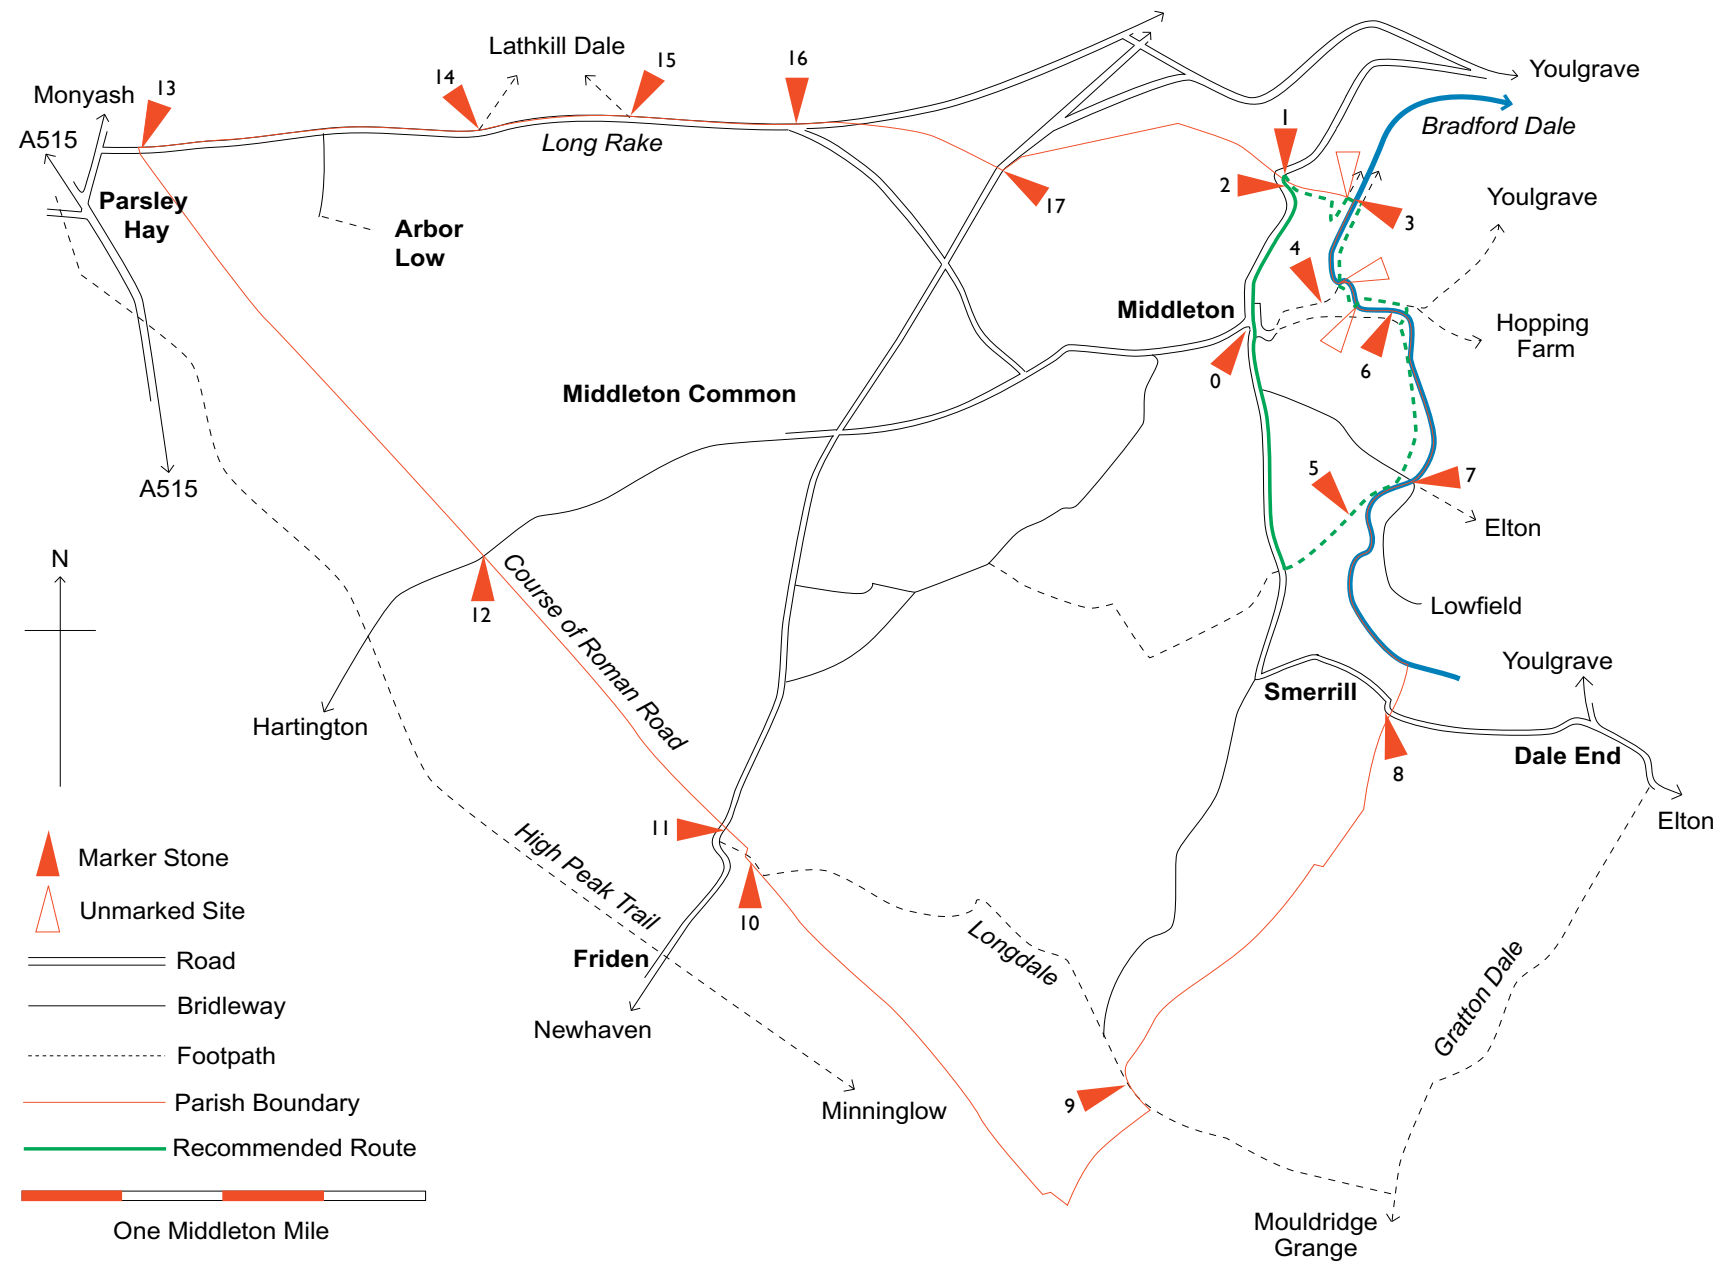 Lathkill Dale
Monyash
13
14
15
16
Youlgrave
A515
Long Rake
Bradford Dale
1
2
Parsley
Hay
17
3
Youlgrave
Arbor
Low
4
Middleton
Hopping
Farm
6
0
Middleton Common
5
7
A515
Elton
N
Course of Roman Road
12
Lowfield
Youlgrave
Smerrill
Hartington
Dale End
8
Elton
11
High Peak Trail
10
Longdale
Friden
Gratton Dale
Newhaven
9
Minninglow
Mouldridge
Grange
Marker Stone
Unmarked Site
Road
Bridleway
Footpath
Parish Boundary
Recommended Route
One Middleton Mile